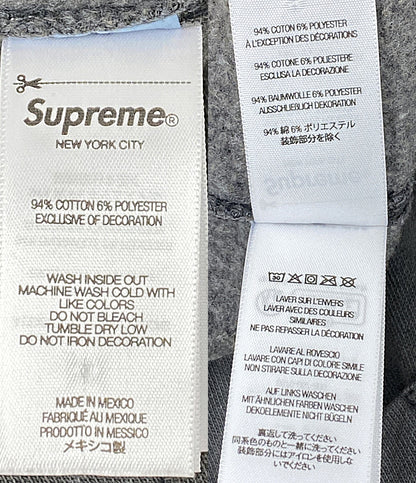 Supreme®
NEW YORK CITY
94% COTTON 6% POLYESTER
EXCLUSIVE OF DECORATION
WASH INSIDE OUT
MACHINE WASH COLD WITH
LIKE COLORS
DO NOT BLEACH
TUMBLE DRY LOW
DO NOT IRON DECORATION
MADE IN MEXICO
FABRIQUÉ AU MEXIQUE
PRODOTTO IN MESSICO
メキシコ製
94% COTON 6% POLYESTER
À L'EXCEPTION DES DÉCORATIONS
94% COTONE 6% POLIESTERE
ESCLUSA LA DECORAZIONE
94% BAUMWOLLE 6% POLYESTER
AUSSCHLIEBLICH DEKORATION
94% 綿 6% ポリエステル
装飾部分を除く
LAVER SUR L'ENVERS
LAVER AVEC DES COULEURS
SIMILAIRES
NE PAS REPASSER LA DÉCORATION
LAVARE AL ROVESCIO
LAVARE CON CAPI DI COLORE SIMILE
NON STIRARE SULLA DECORAZIONE
AUF LINKS WASCHEN
MIT ÄHNLICHEN FARBEN WASCHEN
DEKOELEMENTE NICHT BÜGELN
裏返して洗ってください
同系色のものと一緒に洗ってください
装飾部分にはアイロンを使用しな
いでください